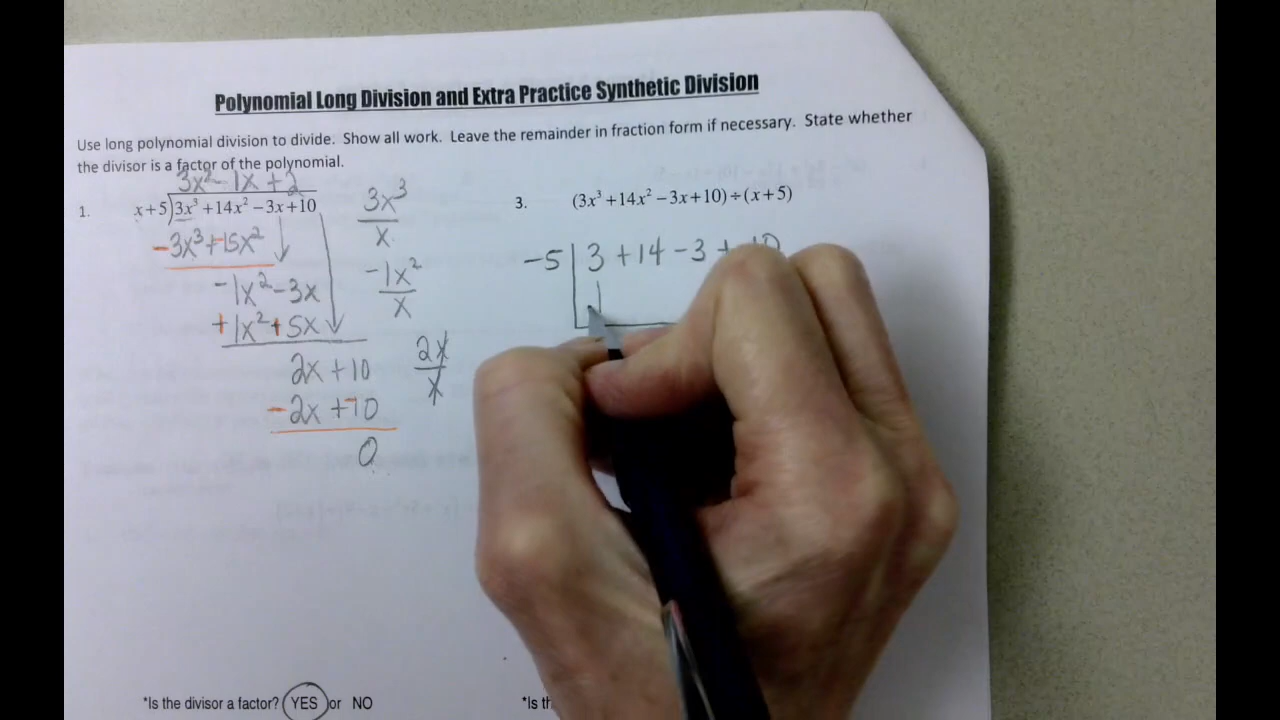 Polynomial Long Division and Extra Practice Synthetic Division
Use long polynomial division to divide. Show all work. Leave the remainder in fraction form if necessary. State whether
the divisor is a factor of the polynomial.
3x² - 1x + 2
1. x+5)3x³ +14x² −3x+10
-3x³+-15x²
-1x²-3x
+1x²+5x
2x+10
-2x+-10
0
3x³
x
-1x²
x
2x
x
*Is the divisor a factor? YES or NO
3. (3x³ +14x² −3x+10)÷(x+5)
-5 3 +14 -3 + 10
*Is th